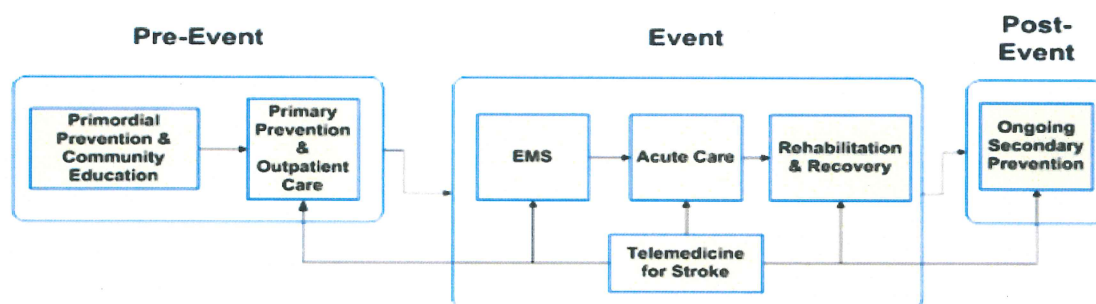 Pre-Event
Event
Post-
Event
Primordial
Prevention &
Community
Education
Primary
Prevention
&
Outpatient
Care
EMS
Acute Care
Rehabilitation
& Recovery
Ongoing
Secondary
Prevention
Telemedicine
for Stroke